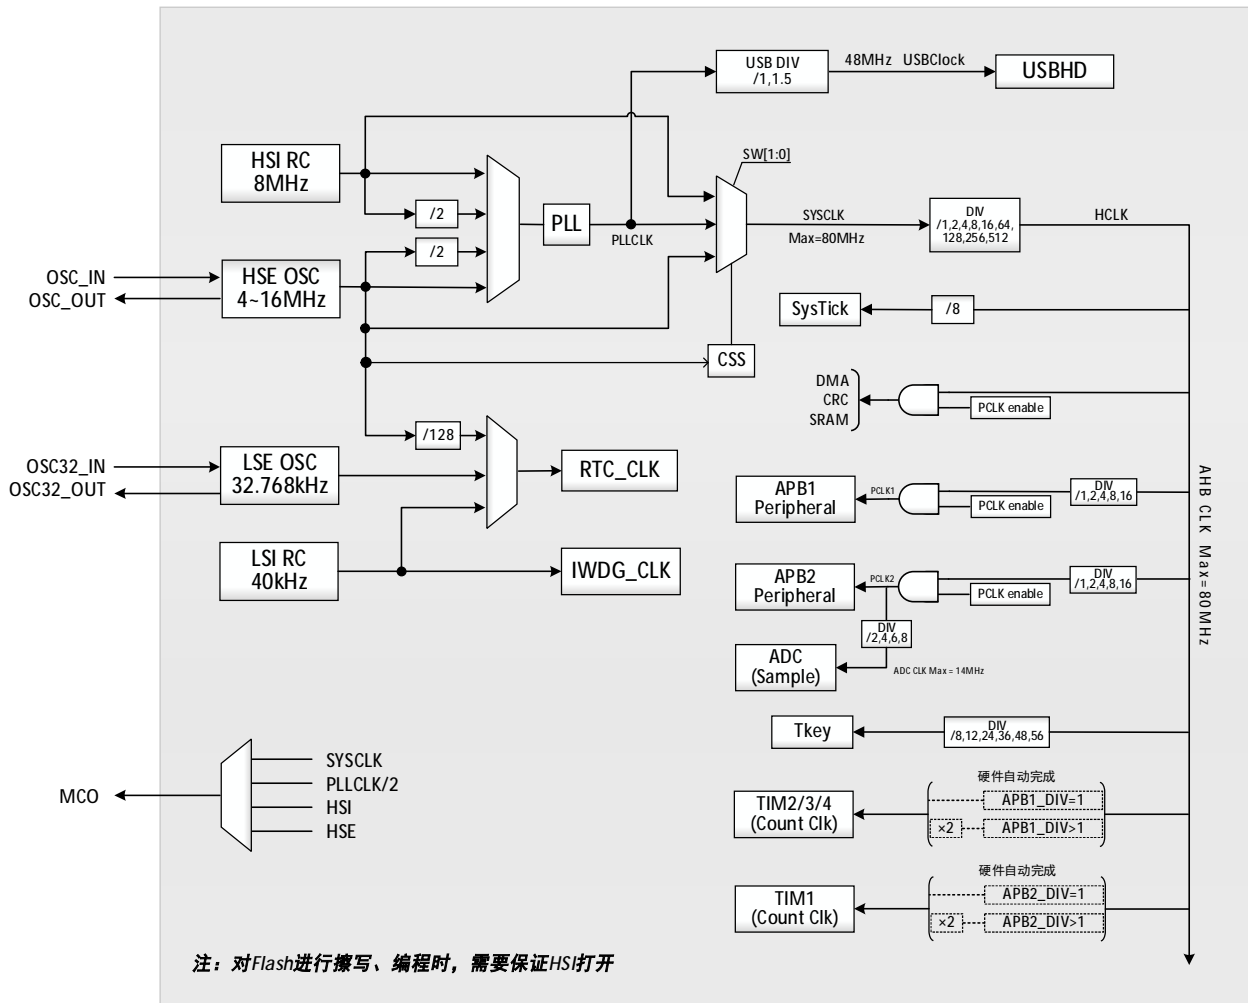 USB DIV
/1,1.5
48MHz USBClock
USBHD
HSI RC
8MHz
SW[1:0]
/2
PLL
PLLCLK
SYSCLK
Max=80MHz
DIV
/1,2,4,8,16,64,
128,256,512
HCLK
/2
OSC_IN
OSC_OUT
HSE OSC
4~16MHz
SysTick
/8
CSS
DMA
CRC
SRAM
PCLK enable
/128
OSC32_IN
OSC32_OUT
LSE OSC
32.768kHz
RTC_CLK
APB1
Peripheral
PCLK1
PCLK enable
DIV
/1,2,4,8,16
AHB CLK Max=80MHz
LSI RC
40kHz
IWDG_CLK
APB2
Peripheral
PCLK2
PCLK enable
DIV
/1,2,4,8,16
DIV
/2,4,6,8
ADC
(Sample)
ADC CLK Max = 14MHz
Tkey
DIV
/8,12,24,36,48,56
MCO
SYSCLK
PLLCLK/2
HSI
HSE
硬件自动完成
TIM2/3/4
(Count Clk)
APB1_DIV=1
×2
APB1_DIV>1
硬件自动完成
TIM1
(Count Clk)
APB2_DIV=1
×2
APB2_DIV>1
注：对Flash进行擦写、编程时，需要保证HSI打开